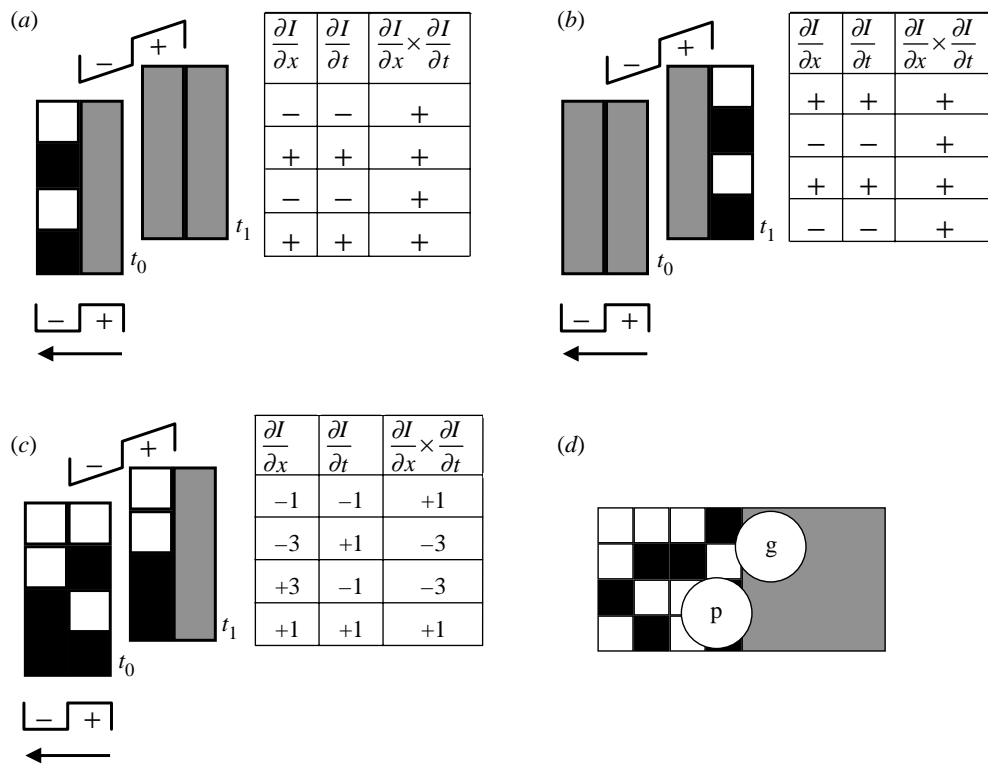 (a)
− +
∂I/∂x ∂I/∂t ∂I/∂x × ∂I/∂t
− − +
+ + +
− − +
+ + +
t₀
t₁
− +
(b)
− +
∂I/∂x ∂I/∂t ∂I/∂x × ∂I/∂t
+ + +
− − +
+ + +
− − +
t₀
t₁
− +
(c)
− +
∂I/∂x ∂I/∂t ∂I/∂x × ∂I/∂t
−1 −1 +1
−3 +1 −3
+3 −1 −3
+1 +1 +1
t₀
t₁
− +
(d)
g
p